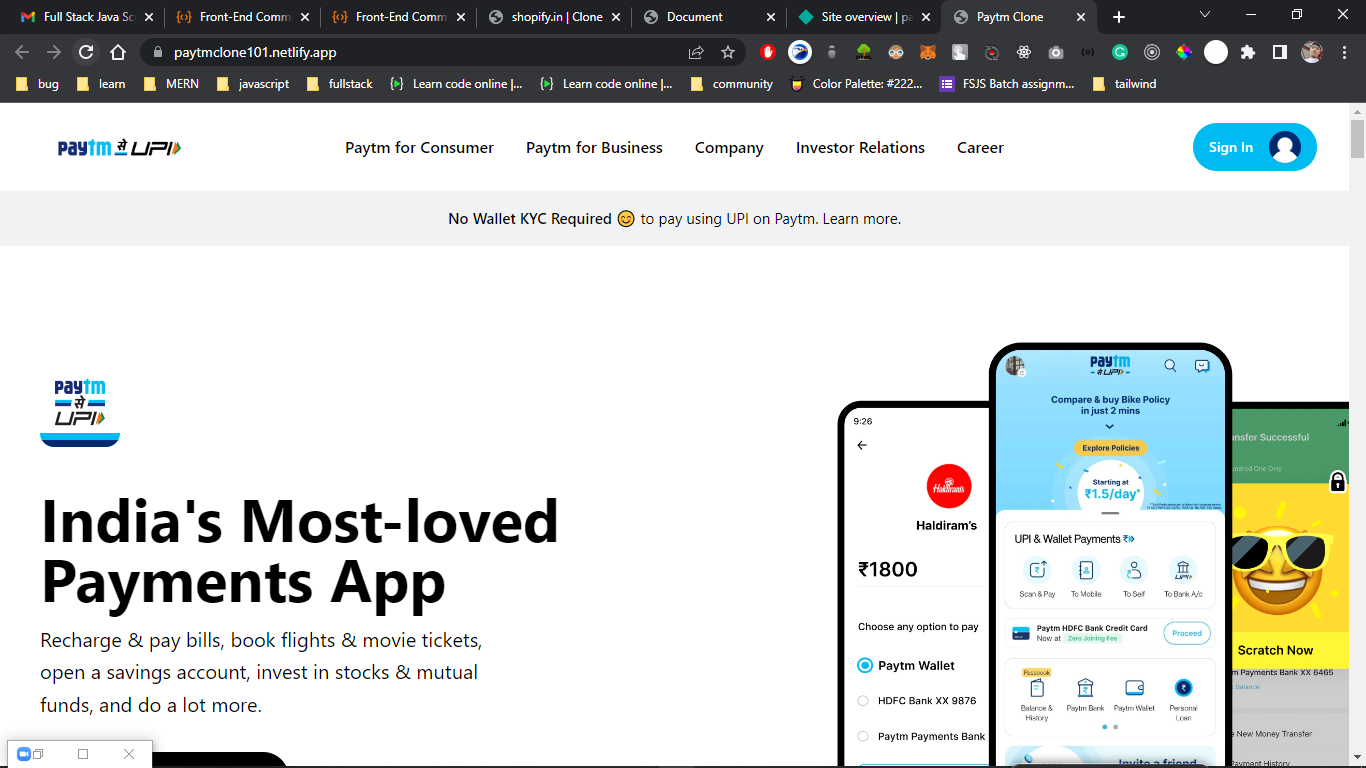 Full Stack Java Sc
Front-End Comm
Front-End Comm
shopify.in | Clone
Document
Site overview | pa
Paytm Clone
paytmclone101.netlify.app
bug
learn
MERN
javascript
fullstack
Learn code online |...
Learn code online |...
community
Color Palette: #222...
FSJS Batch assignm...
tailwind
paytm से UPI
Paytm for Consumer
Paytm for Business
Company
Investor Relations
Career
Sign In
No Wallet KYC Required 😊 to pay using UPI on Paytm. Learn more.
paytm
से
UPI
India's Most-loved
Payments App
Recharge & pay bills, book flights & movie tickets,
open a savings account, invest in stocks & mutual
funds, and do a lot more.
9:26
Haldiram's
Haldiram's
₹1800
Choose any option to pay
Paytm Wallet
HDFC Bank XX 9876
Paytm Payments Bank
paytm
से UPI
Compare & buy Bike Policy
in just 2 mins
Explore Policies
Starting at
₹1.5/day*
UPI & Wallet Payments
Scan & Pay
To Mobile
To Self
UPI
To Bank A/c
Paytm HDFC Bank Credit Card
Now at Zero Joining Fee
Proceed
Passbook
Balance &
History
Paytm Bank
Paytm Wallet
Personal
Loan
Invite a friend
nsfer Successful
undred One Only
Scratch Now
m Payments Bank XX 6465
Balance
New Money Transfer
Payment History